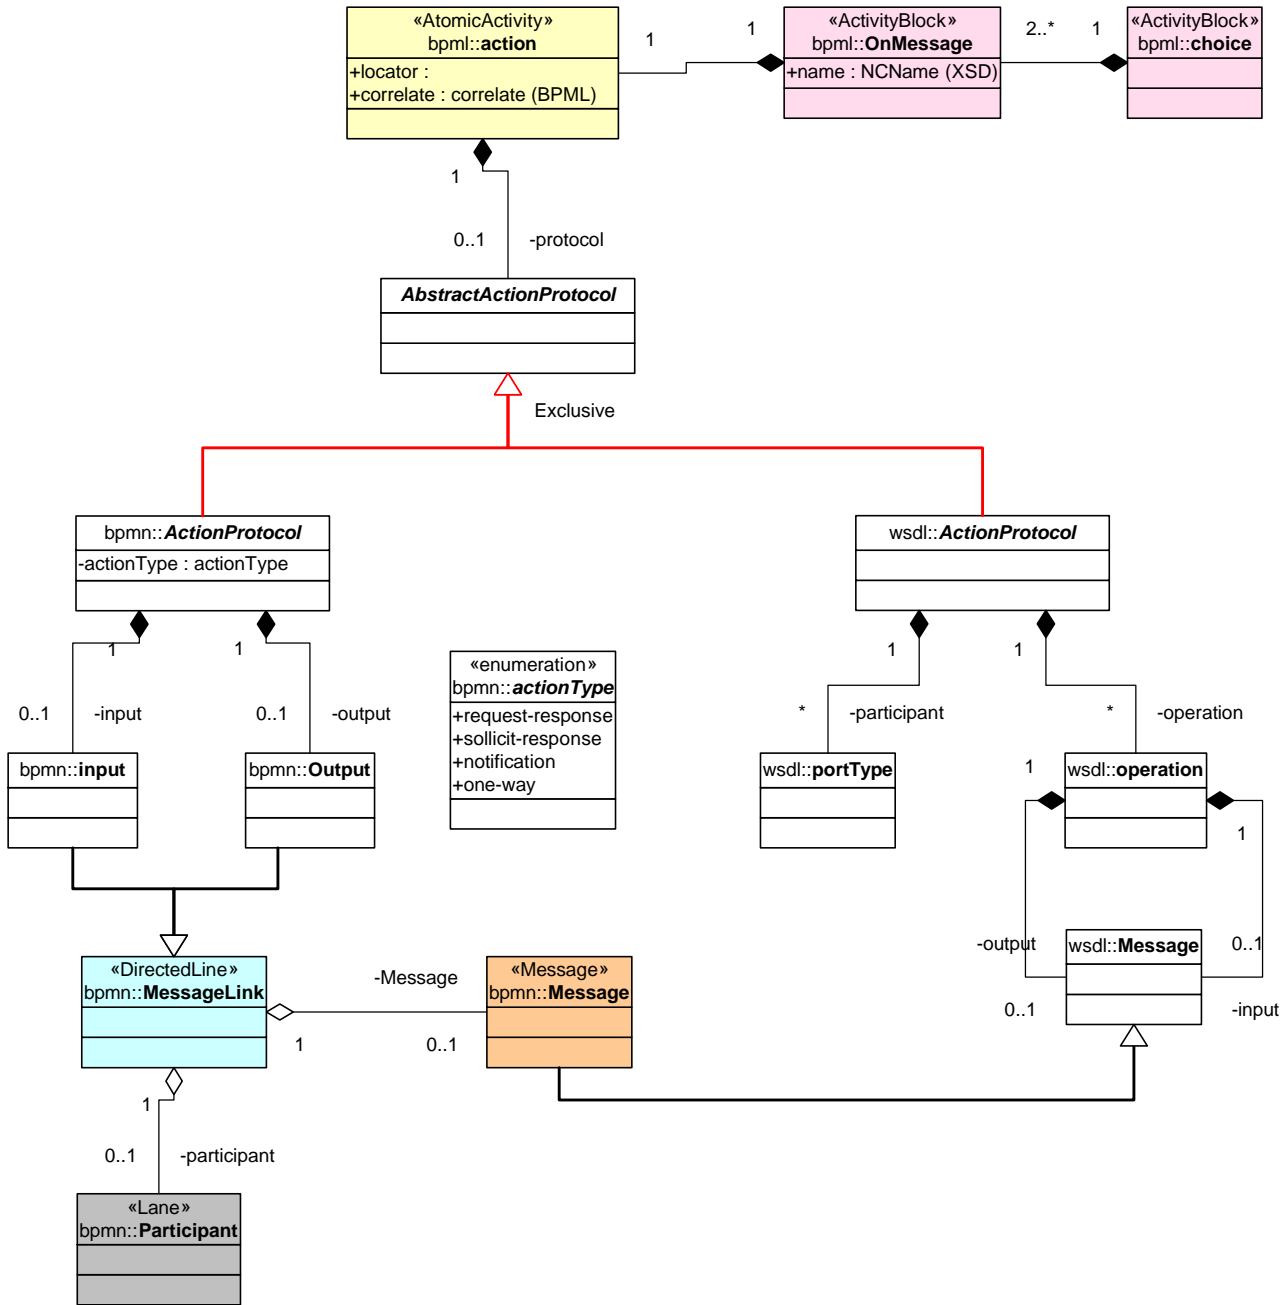 «AtomicActivity»
bpml::action
+locator :
+correlate : correlate (BPML)
1
1
«ActivityBlock»
bpml::OnMessage
+name : NCName (XSD)
2..*
1
«ActivityBlock»
bpml::choice
1
0..1
-protocol
AbstractActionProtocol
Exclusive
bpmn::ActionProtocol
-actionType : actionType
wsdl::ActionProtocol
1
1
1
1
«enumeration»
bpmn::actionType
+request-response
+sollicit-response
+notification
+one-way
0..1
-input
0..1
-output
*
-participant
*
-operation
bpmn::input
bpmn::Output
wsdl::portType
1
wsdl::operation
1
-output
wsdl::Message
0..1
0..1
-input
«DirectedLine»
bpmn::MessageLink
-Message
«Message»
bpmn::Message
1
0..1
1
0..1
-participant
«Lane»
bpmn::Participant